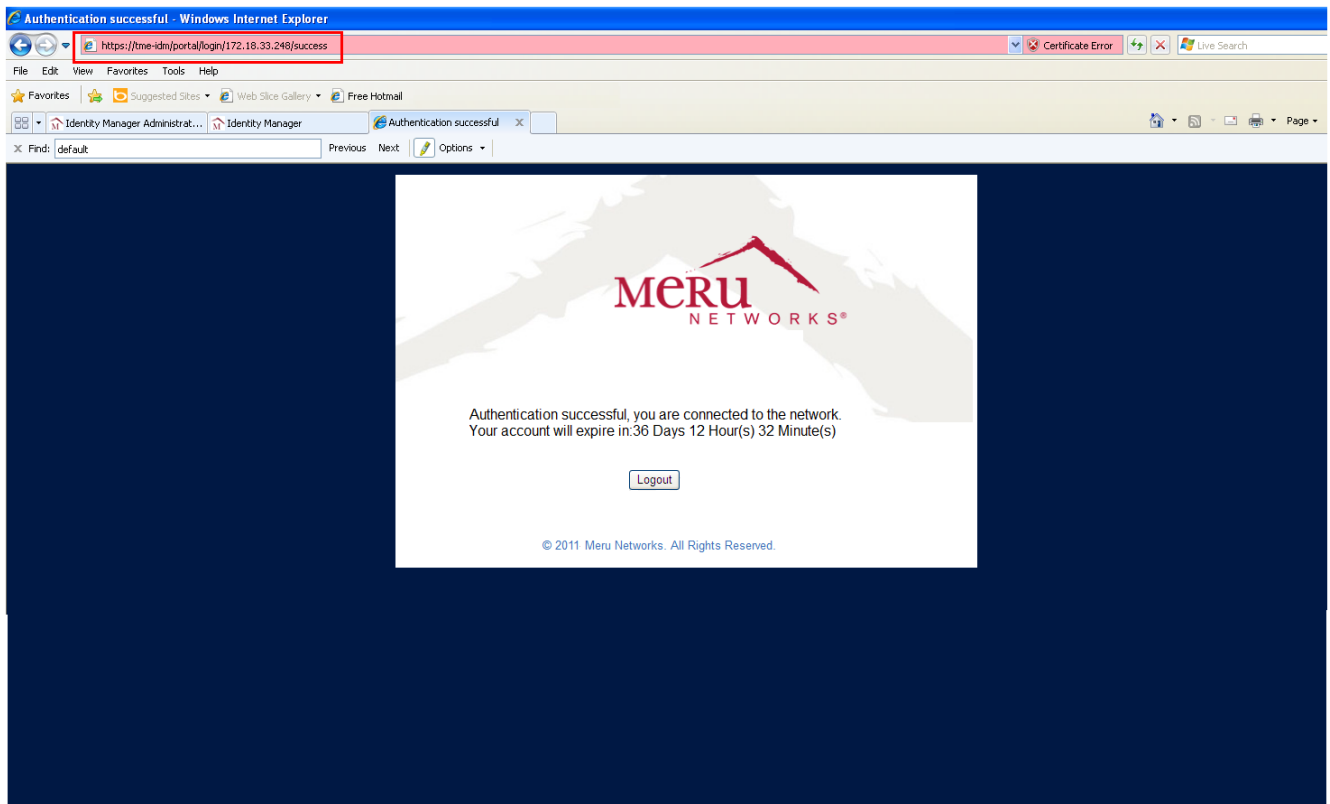 Authentication successful - Windows Internet Explorer
https://tme-idm/portal/login/172.18.33.248/success Certificate Error Live Search
File Edit View Favorites Tools Help
Favorites Suggested Sites Web Slice Gallery Free Hotmail
Identity Manager Administrat... Identity Manager Authentication successful X Page
X Find: default Previous Next Options
MERU
NETWORKS®
Authentication successful, you are connected to the network.
Your account will expire in:36 Days 12 Hour(s) 32 Minute(s)
Logout
© 2011 Meru Networks. All Rights Reserved.